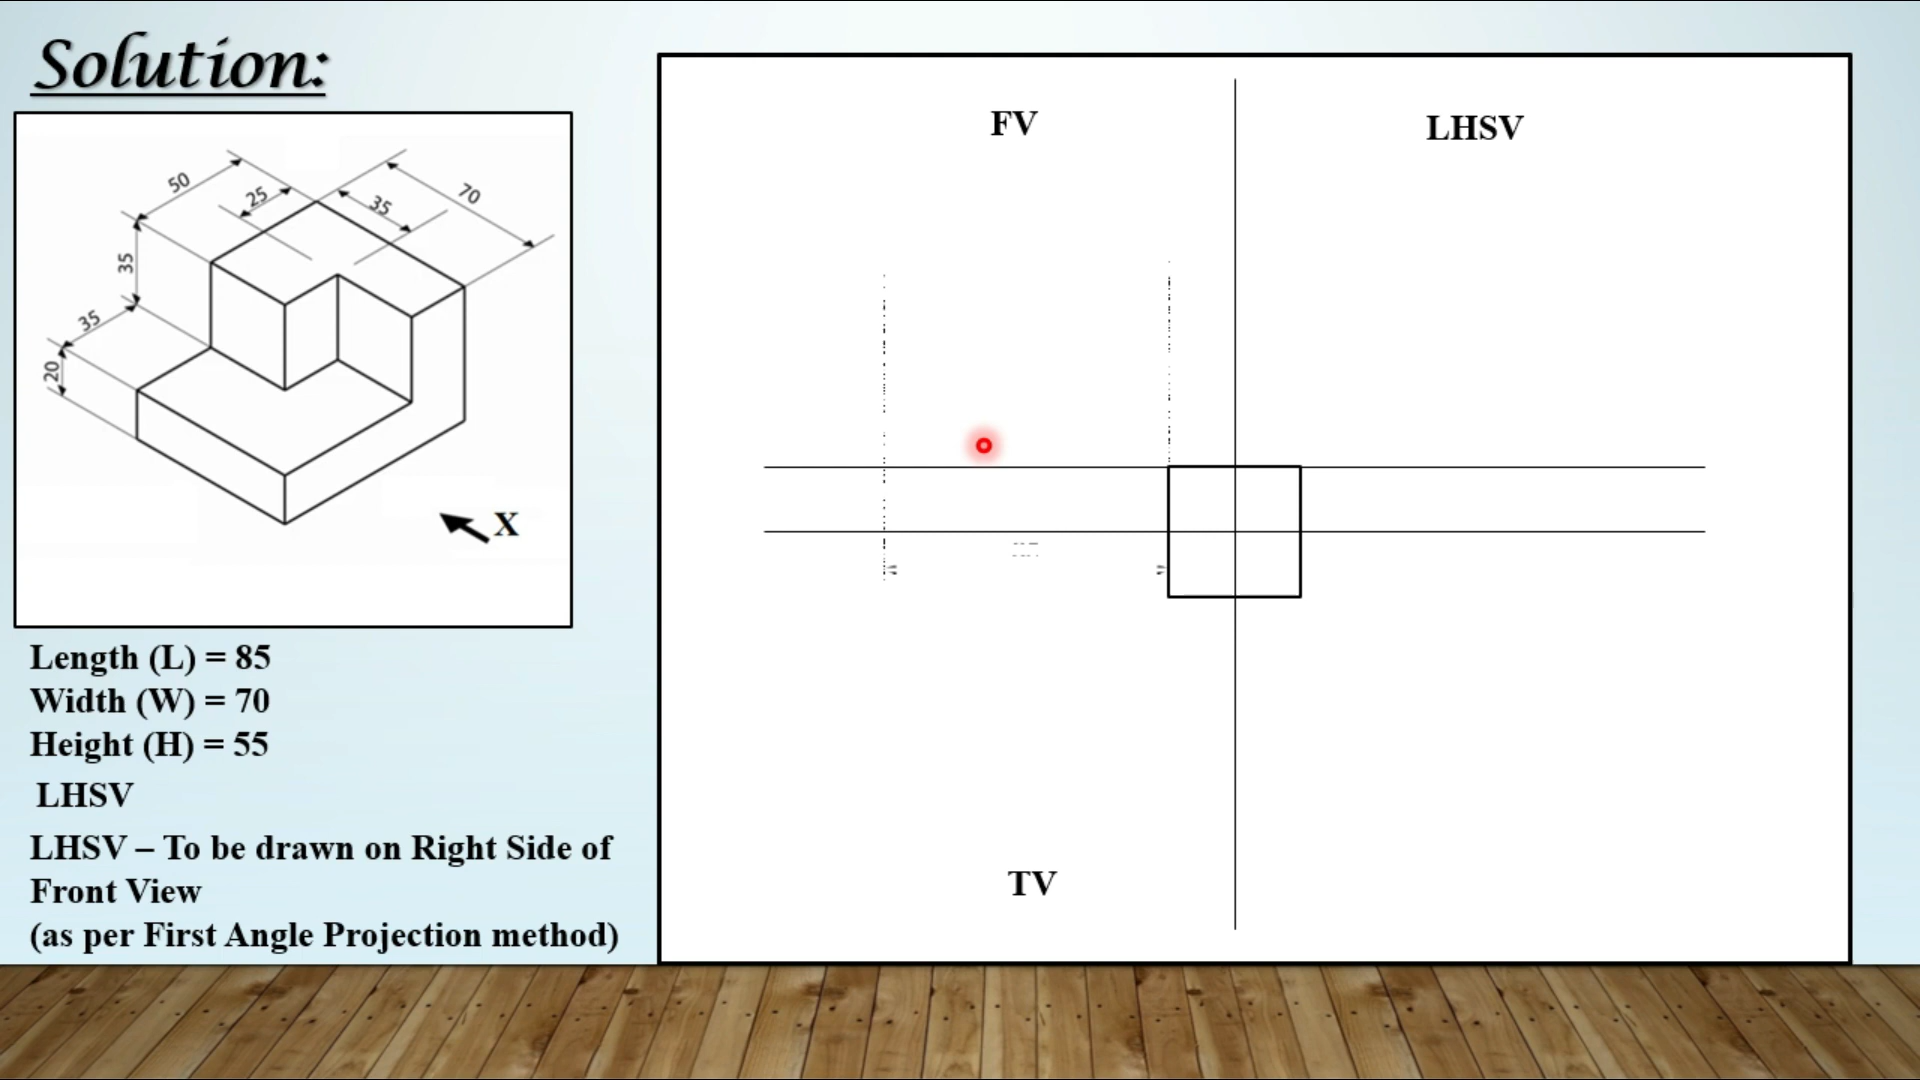 Solution:
50
25
35
70
35
35
20
X
Length (L) = 85
Width (W) = 70
Height (H) = 55
LHSV
LHSV – To be drawn on Right Side of
Front View
(as per First Angle Projection method)
FV
LHSV
TV